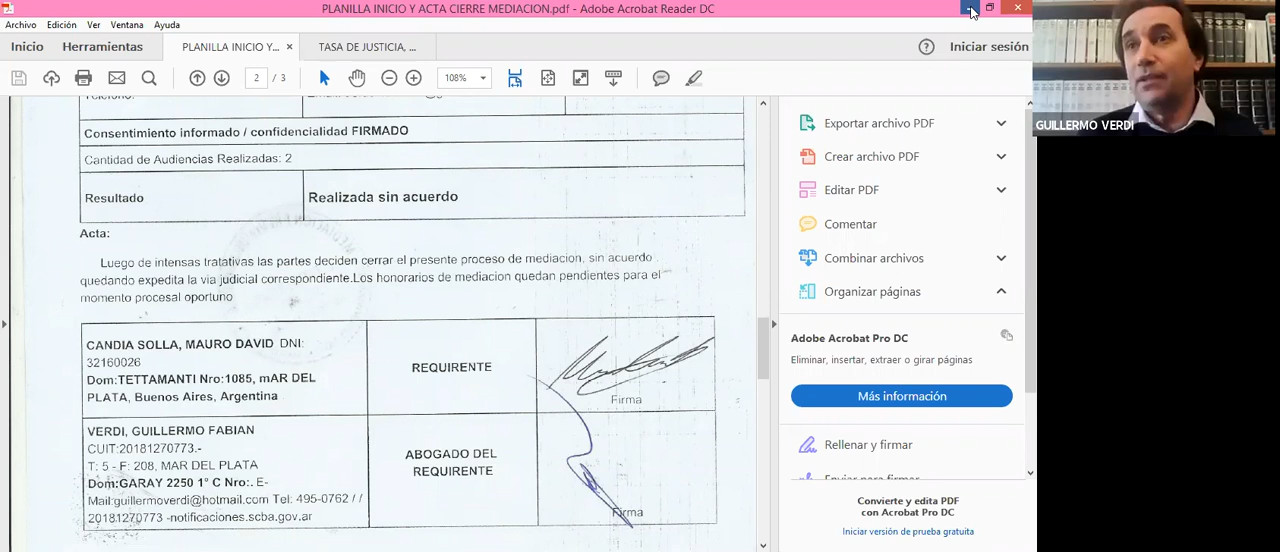 PLANILLA INICIO Y ACTA CIERRE MEDIACION.pdf - Adobe Acrobat Reader DC
Archivo Edición Ver Ventana Ayuda
Inicio Herramientas PLANILLA INICIO Y... × TASA DE JUSTICIA, ... Iniciar sesión
2 / 3 108%
GUILLERMO VERDI
Consentimiento informado / confidencialidad FIRMADO
Cantidad de Audiencias Realizadas: 2
Resultado Realizada sin acuerdo
Acta:
Luego de intensas tratativas las partes deciden cerrar el presente proceso de mediacion, sin acuerdo
quedando expedita la via judicial correspondiente.Los honorarios de mediacion quedan pendientes para el
momento procesal oportuno
CANDIA SOLLA, MAURO DAVID DNI:
32160026
Dom:TETTAMANTI Nro:1085, mAR DEL
PLATA, Buenos Aires, Argentina
REQUIRENTE
Firma
VERDI, GUILLERMO FABIAN
CUIT:20181270773.-
T: 5 - F: 208, MAR DEL PLATA
Dom:GARAY 2250 1° C Nro:. E-
Mail:guillermoverdi@hotmail.com Tel: 495-0762 / /
20181270773 -notificaciones.scba.gov.ar
ABOGADO DEL
REQUIRENTE
Firma
Exportar archivo PDF
Crear archivo PDF
Editar PDF
Comentar
Combinar archivos
Organizar páginas
Adobe Acrobat Pro DC
Eliminar, insertar, extraer o girar páginas
Más información
Rellenar y firmar
Enviar para firmar
Convierte y edita PDF
con Acrobat Pro DC
Iniciar versión de prueba gratuita